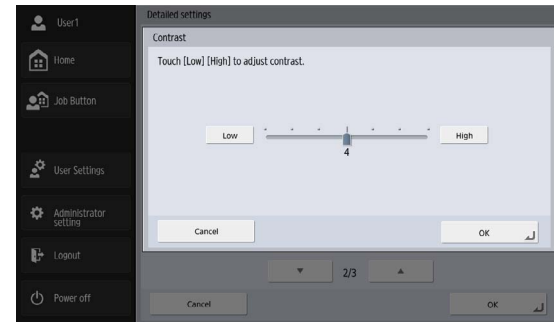 User1
Home
Job Button
User Settings
Administrator
setting
Logout
Power off
Detailed settings
Contrast
Touch [Low] [High] to adjust contrast.
Low
High
4
Cancel
OK
2/3
Cancel
OK